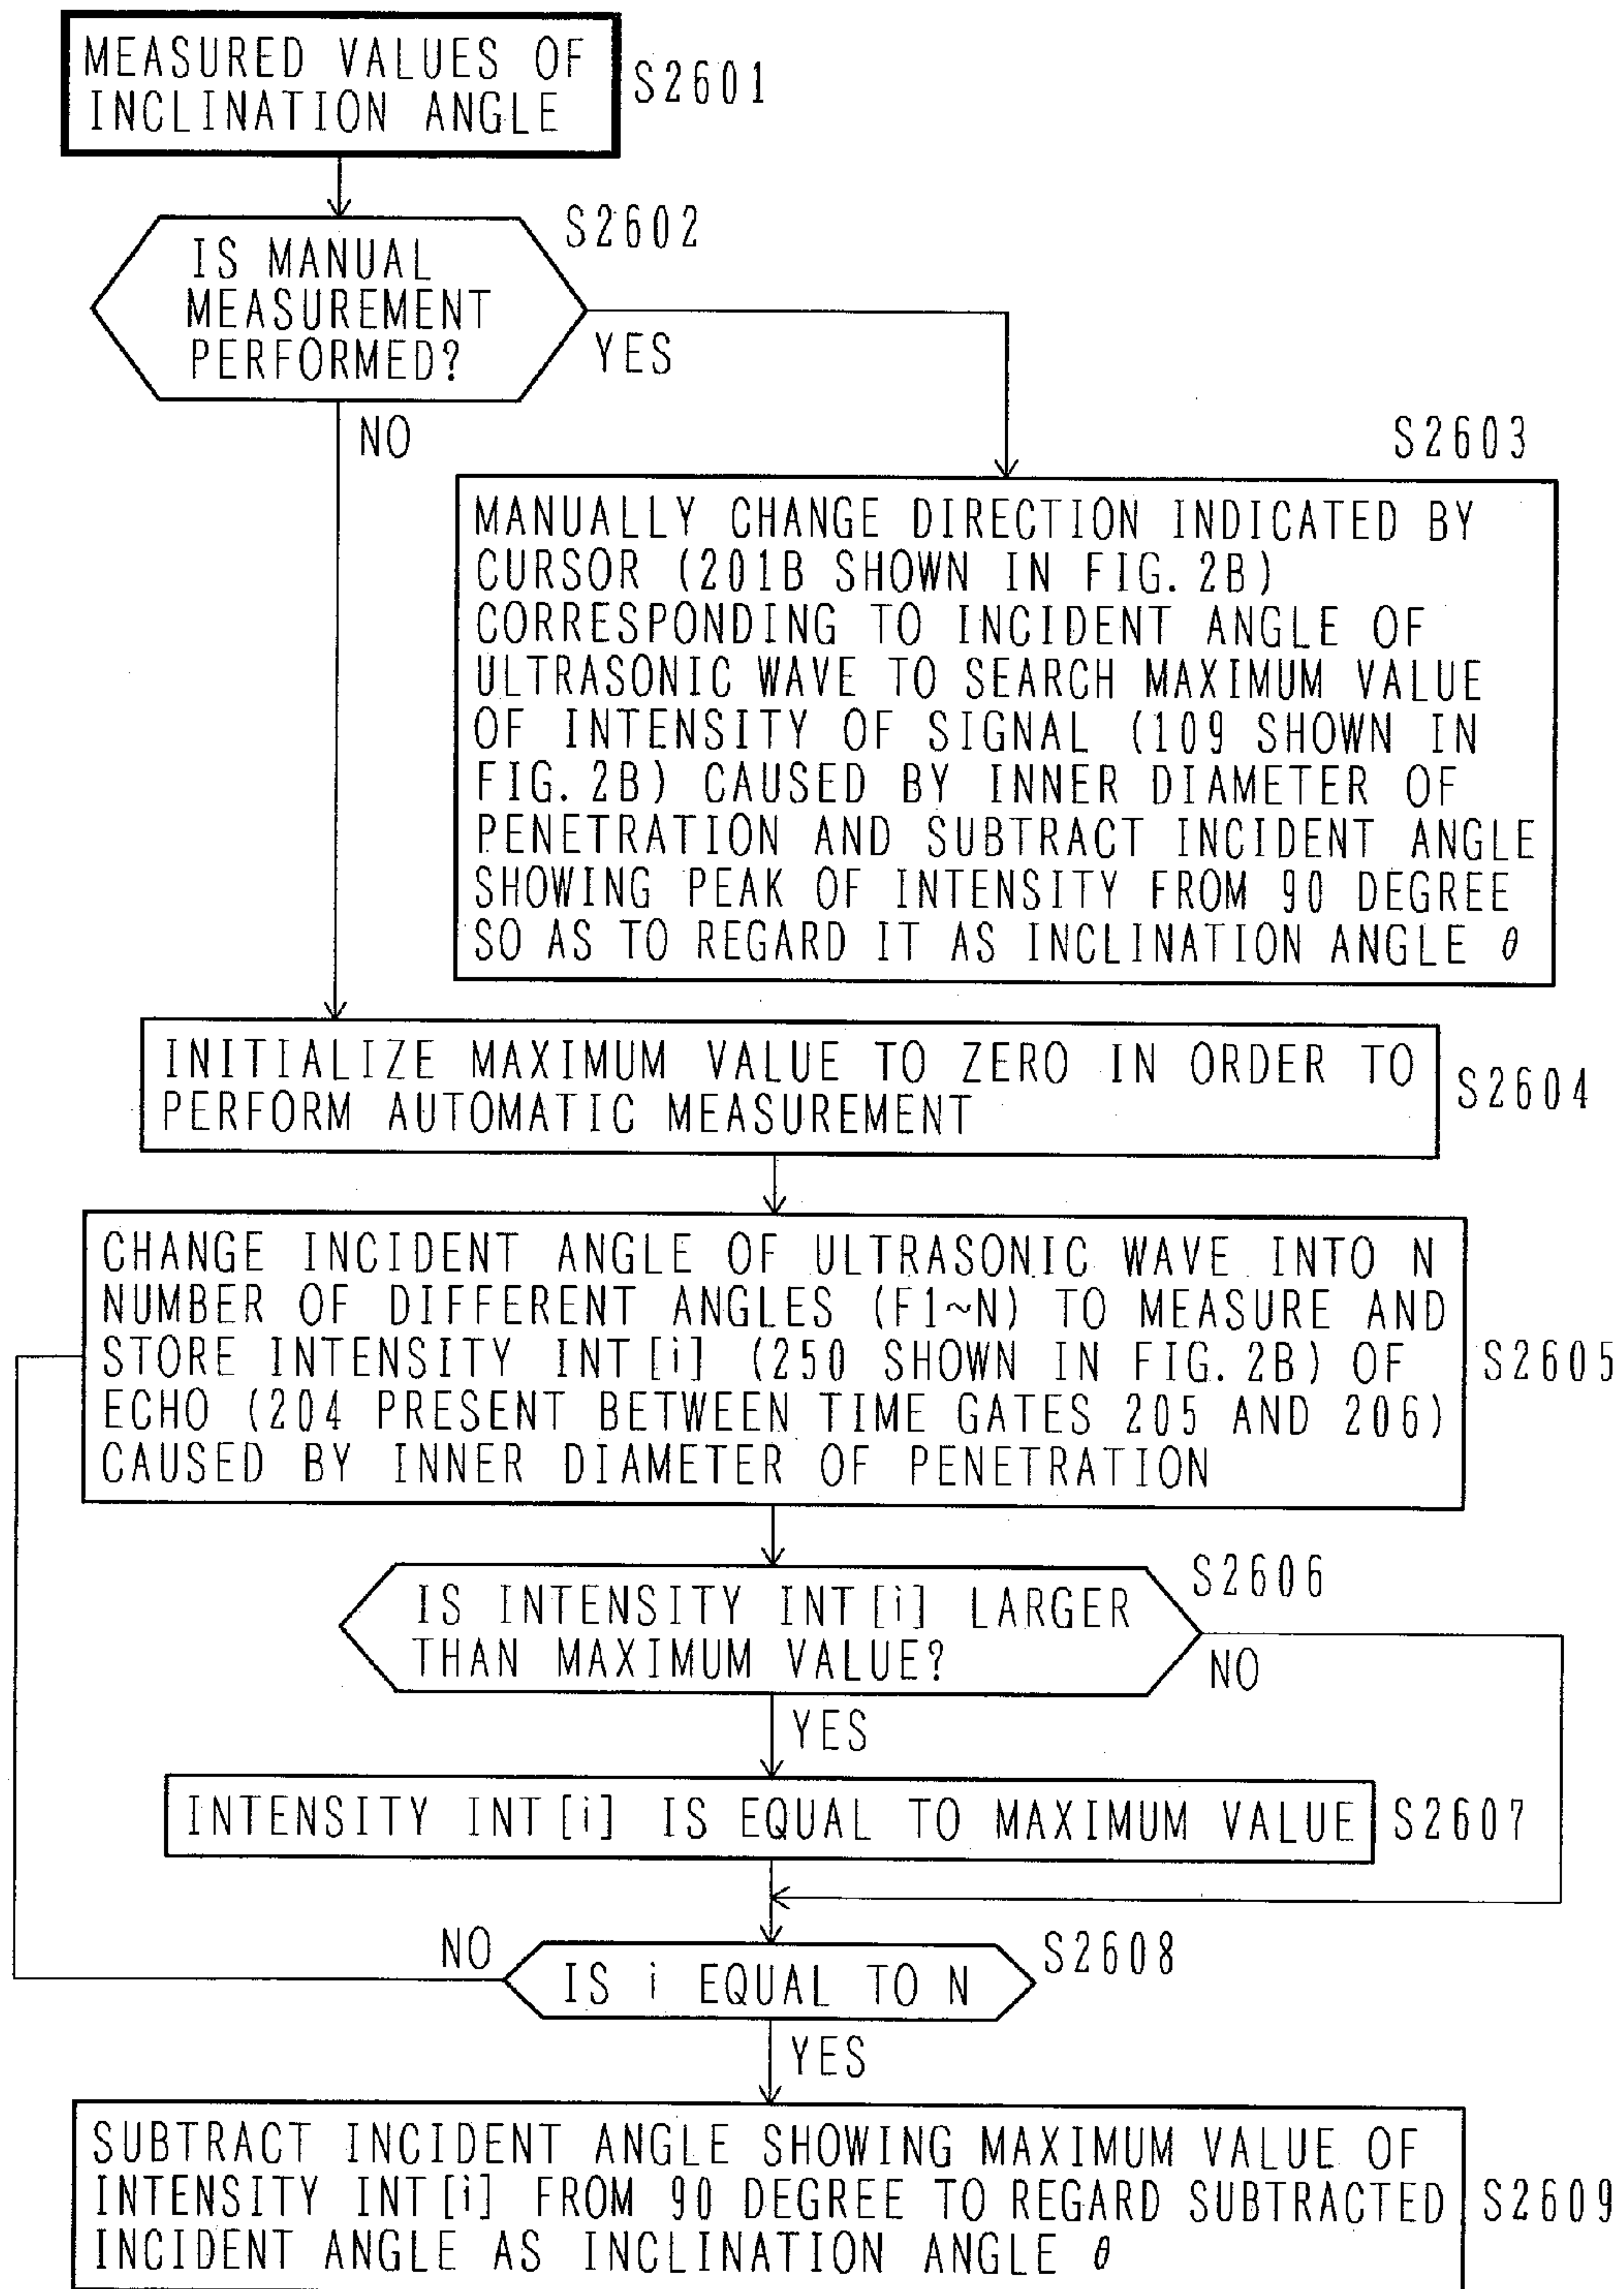 MEASURED VALUES OF
INCLINATION ANGLE
S2601
S2602
IS MANUAL
MEASUREMENT
PERFORMED?
YES
NO
S2603
MANUALLY CHANGE DIRECTION INDICATED BY
CURSOR (201B SHOWN IN FIG. 2B)
CORRESPONDING TO INCIDENT ANGLE OF
ULTRASONIC WAVE TO SEARCH MAXIMUM VALUE
OF INTENSITY OF SIGNAL (109 SHOWN IN
FIG. 2B) CAUSED BY INNER DIAMETER OF
PENETRATION AND SUBTRACT INCIDENT ANGLE
SHOWING PEAK OF INTENSITY FROM 90 DEGREE
SO AS TO REGARD IT AS INCLINATION ANGLE θ
INITIALIZE MAXIMUM VALUE TO ZERO IN ORDER TO
PERFORM AUTOMATIC MEASUREMENT
S2604
CHANGE INCIDENT ANGLE OF ULTRASONIC WAVE INTO N
NUMBER OF DIFFERENT ANGLES (F1~N) TO MEASURE AND
STORE INTENSITY INT[i] (250 SHOWN IN FIG. 2B) OF
ECHO (204 PRESENT BETWEEN TIME GATES 205 AND 206)
CAUSED BY INNER DIAMETER OF PENETRATION
S2605
S2606
IS INTENSITY INT[i] LARGER
THAN MAXIMUM VALUE?
NO
YES
INTENSITY INT[i] IS EQUAL TO MAXIMUM VALUE
S2607
NO
S2608
IS i EQUAL TO N
YES
SUBTRACT INCIDENT ANGLE SHOWING MAXIMUM VALUE OF
INTENSITY INT[i] FROM 90 DEGREE TO REGARD SUBTRACTED
INCIDENT ANGLE AS INCLINATION ANGLE θ
S2609